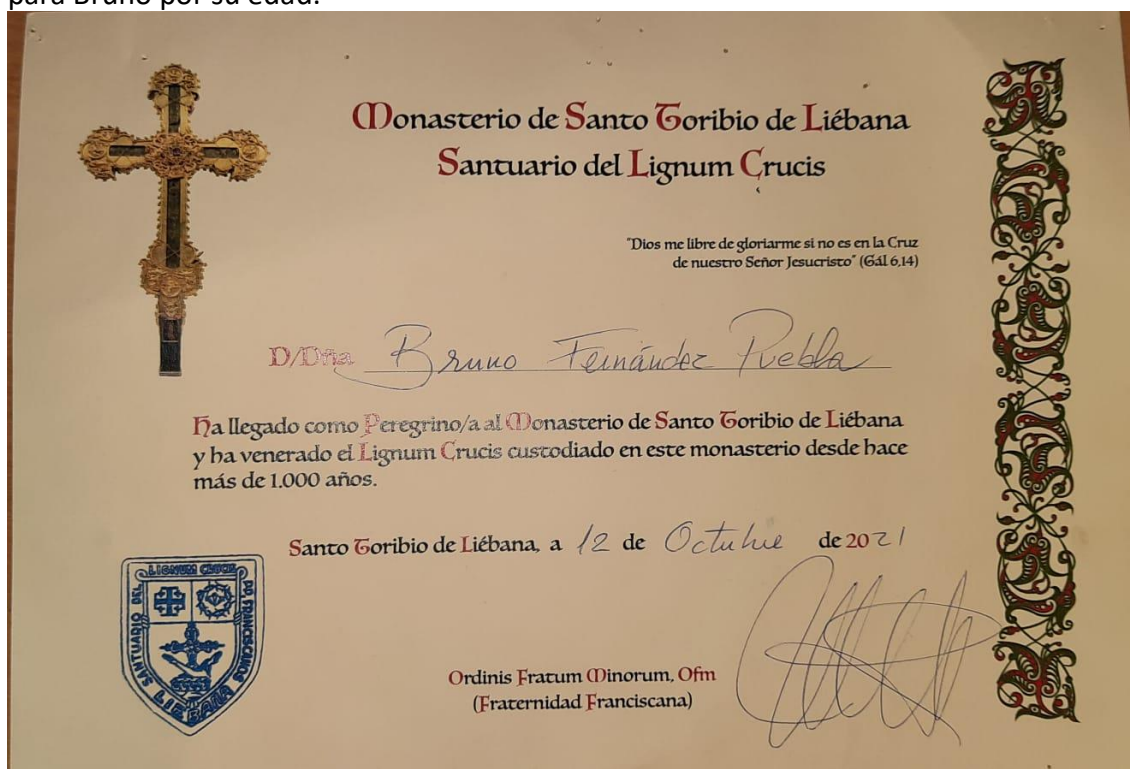 para Bruno por su edad.
Monasterio de Santo Toribio de Liébana
Santuario del Lignum Crucis
"Dios me libre de gloriarme si no es en la Cruz
de nuestro Señor Jesucristo" (Gál 6,14)
D/Dña Bruno Fernández Puebla
Ha llegado como Peregrino/a al Monasterio de Santo Toribio de Liébana
y ha venerado el Lignum Crucis custodiado en este monasterio desde hace
más de 1.000 años.
Santo Toribio de Liébana, a 12 de Octubre de 2021
SANTUARIO DEL LIGNUM CRUCIS PP. FRANCISCANOS
LIEBANA
Ordinis Fratum Minorum, Ofm
(Fraternidad Franciscana)